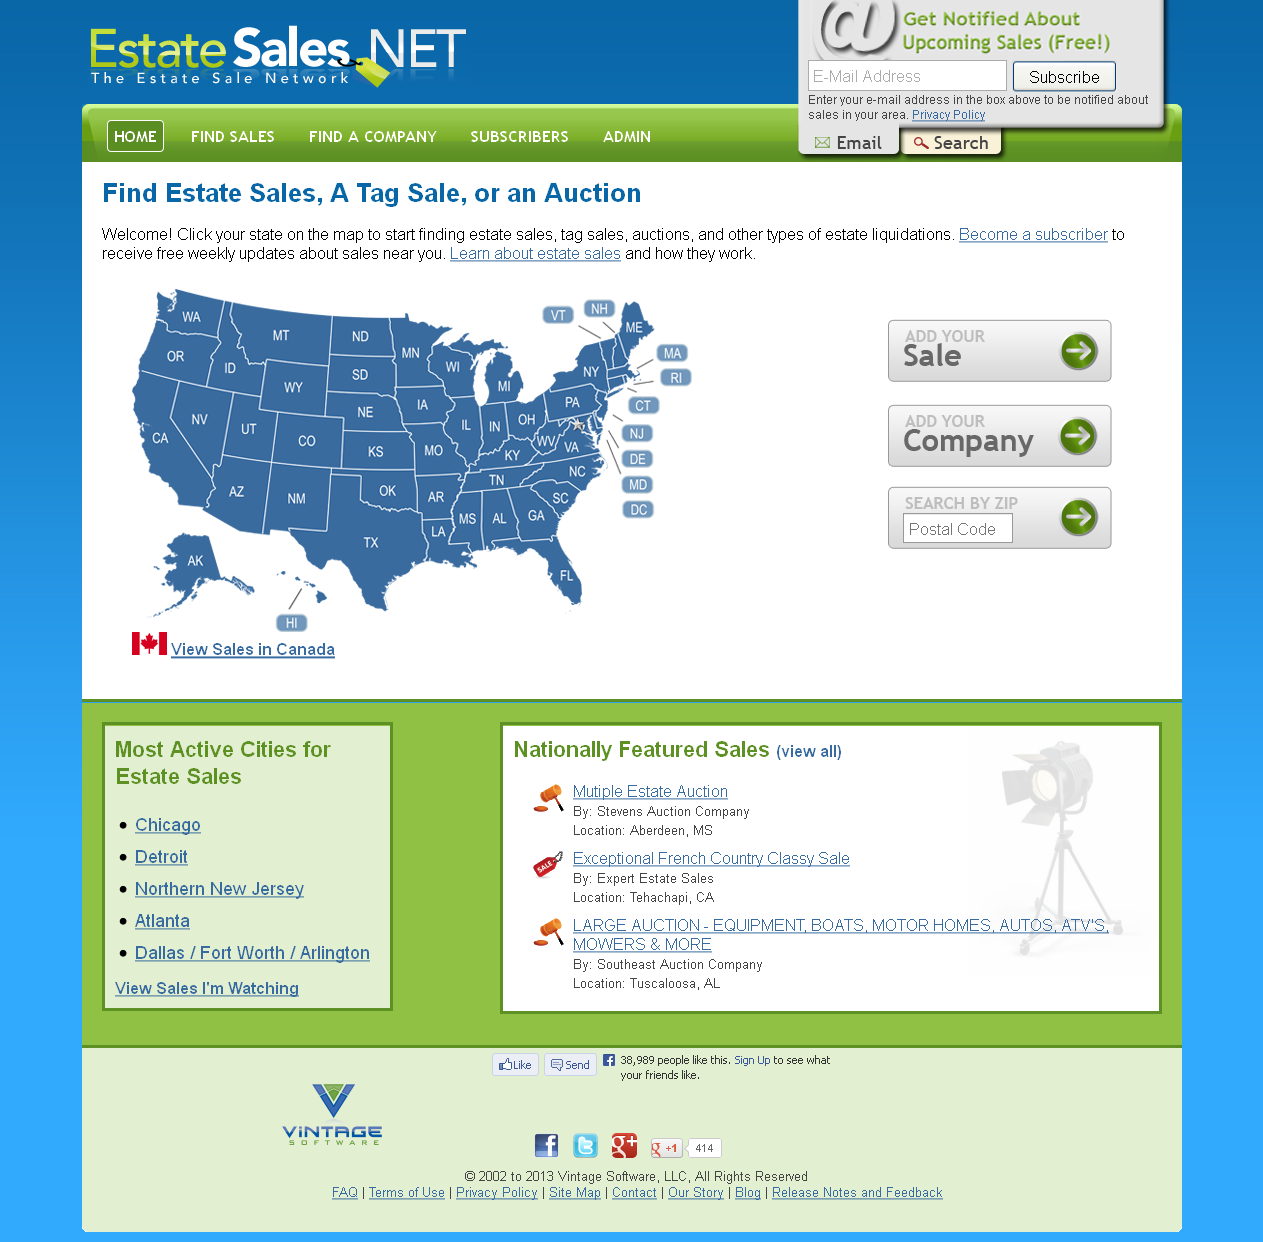 EstateSales.NET
The Estate Sale Network
Get Notified About
Upcoming Sales (Free!)
E-Mail Address
Subscribe
Enter your e-mail address in the box above to be notified about
sales in your area. Privacy Policy
Email
Search
HOME
FIND SALES
FIND A COMPANY
SUBSCRIBERS
ADMIN
Find Estate Sales, A Tag Sale, or an Auction
Welcome! Click your state on the map to start finding estate sales, tag sales, auctions, and other types of estate liquidations. Become a subscriber to
receive free weekly updates about sales near you. Learn about estate sales and how they work.
WA
MT
ND
MN
VT
NH
ME
OR
ID
SD
WI
MI
NY
MA
RI
WY
NE
IA
PA
CT
NV
UT
CO
KS
MO
IL
IN
OH
WV
VA
NJ
CA
KY
DE
AZ
NM
OK
AR
TN
NC
MD
SC
DC
TX
LA
MS
AL
GA
FL
AK
HI
View Sales in Canada
ADD YOUR
Sale
ADD YOUR
Company
SEARCH BY ZIP
Postal Code
Most Active Cities for
Estate Sales
Chicago
Detroit
Northern New Jersey
Atlanta
Dallas / Fort Worth / Arlington
View Sales I'm Watching
Nationally Featured Sales (view all)
Mutiple Estate Auction
By: Stevens Auction Company
Location: Aberdeen, MS
SALE
Exceptional French Country Classy Sale
By: Expert Estate Sales
Location: Tehachapi, CA
LARGE AUCTION - EQUIPMENT, BOATS, MOTOR HOMES, AUTOS, ATV'S,
MOWERS & MORE
By: Southeast Auction Company
Location: Tuscaloosa, AL
Like
Send
38,989 people like this. Sign Up to see what
your friends like.
VINTAGE
SOFTWARE
g+
g +1
414
© 2002 to 2013 Vintage Software, LLC, All Rights Reserved
FAQ | Terms of Use | Privacy Policy | Site Map | Contact | Our Story | Blog | Release Notes and Feedback